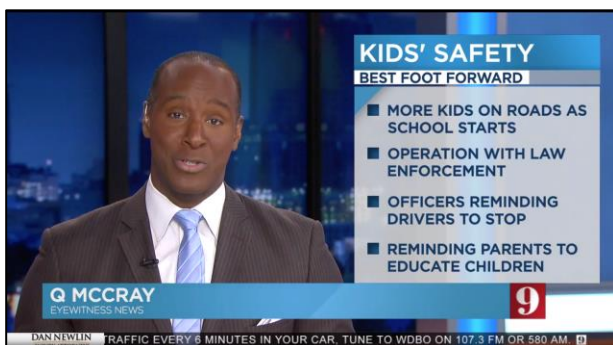 KIDS' SAFETY
BEST FOOT FORWARD
MORE KIDS ON ROADS AS
SCHOOL STARTS
OPERATION WITH LAW
ENFORCEMENT
OFFICERS REMINDING
DRIVERS TO STOP
REMINDING PARENTS TO
EDUCATE CHILDREN
Q MCCRAY
EYEWITNESS NEWS
9
DAN NEWLIN
TRAFFIC EVERY 6 MINUTES IN YOUR CAR, TUNE TO WDBO ON 107.3 FM OR 580 AM. 9